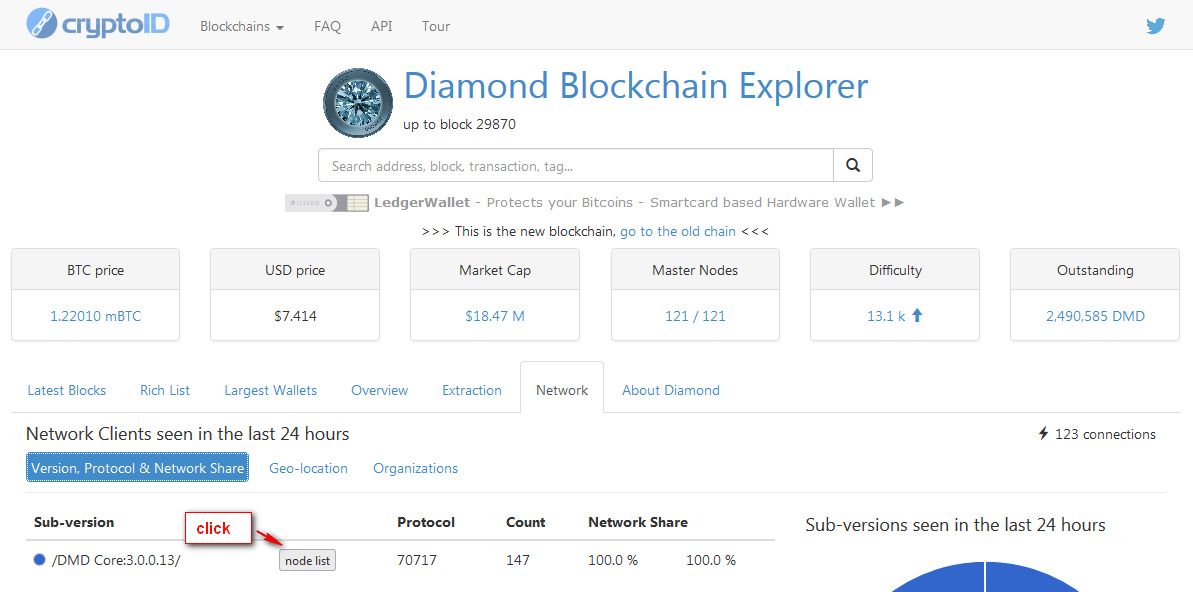 cryptoID Blockchains FAQ API Tour
Diamond Blockchain Explorer
up to block 29870
Search address, block, transaction, tag...
LEDGER LedgerWallet - Protects your Bitcoins - Smartcard based Hardware Wallet ►►
>>> This is the new blockchain, go to the old chain <<<
BTC price USD price Market Cap Master Nodes Difficulty Outstanding
1.22010 mBTC $7.414 $18.47 M 121 / 121 13.1 k 2,490,585 DMD
Latest Blocks Rich List Largest Wallets Overview Extraction Network About Diamond
Network Clients seen in the last 24 hours 123 connections
Version, Protocol & Network Share Geo-location Organizations
Sub-version Protocol Count Network Share
click
/DMD Core:3.0.0.13/ node list 70717 147 100.0 % 100.0 %
Sub-versions seen in the last 24 hours